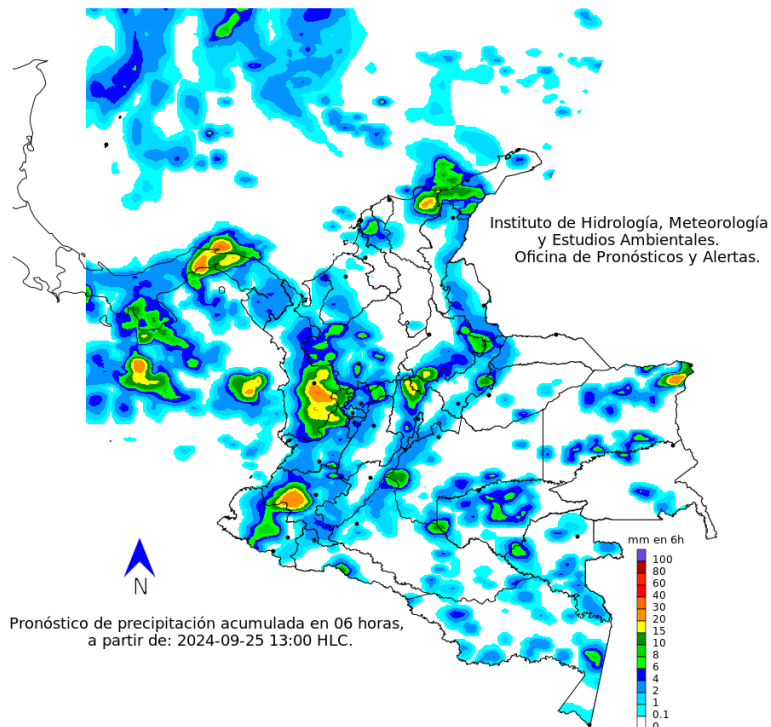 Instituto de Hidrología, Meteorología
y Estudios Ambientales.
Oficina de Pronósticos y Alertas.
D
N
Pronóstico de precipitación acumulada en 06 horas,
a partir de: 2024-09-25 13:00 HLC.
mm en 6h
100
80
60
40
30
20
15
10
8
6
4
2
1
0.1
0